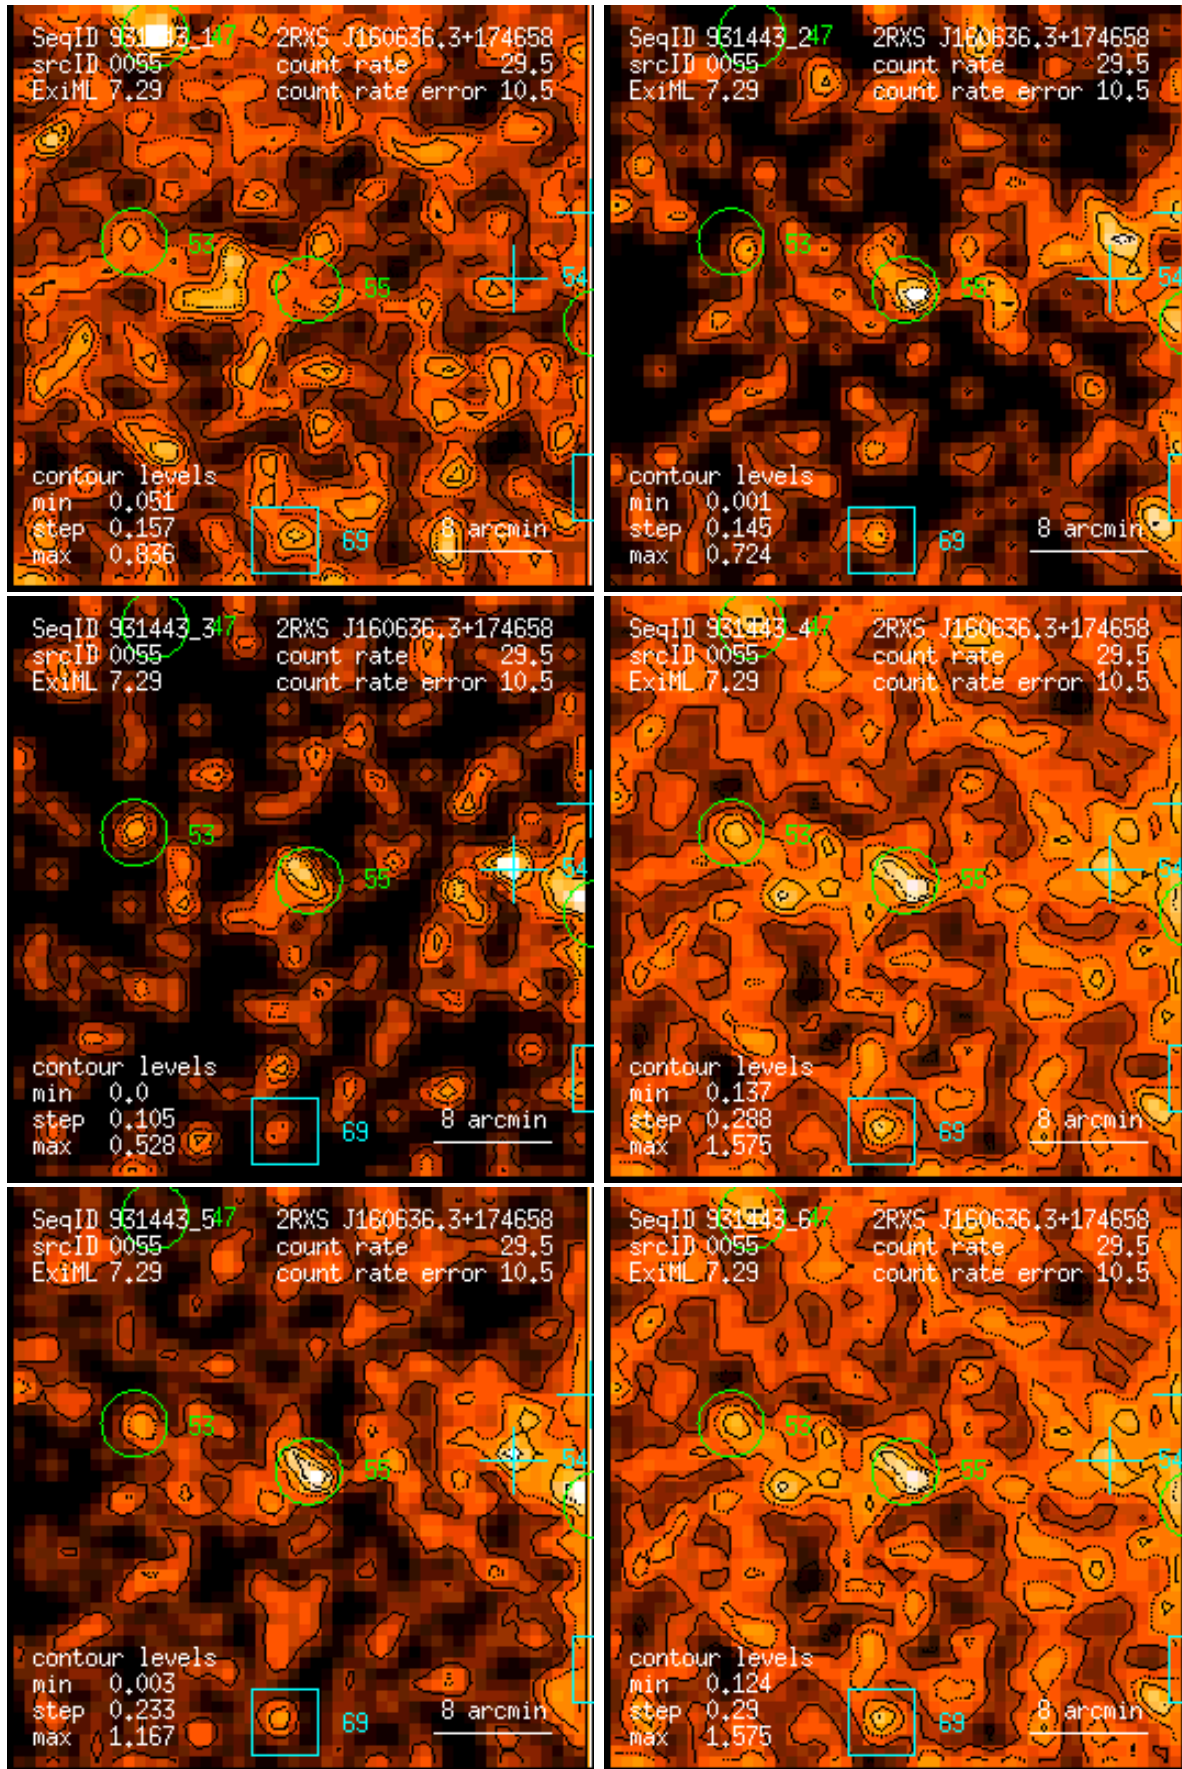 SeqID 931443_1 47 2RXS J160636.3+174658
srcID 0055 count rate 29.5
ExiML 7.29 count rate error 10.5
53
54
55
contour levels
min 0.051
step 0.157
max 0.836
69
8 arcmin
SeqID 931443_2 47 2RXS J160636.3+174658
srcID 0055 count rate 29.5
ExiML 7.29 count rate error 10.5
53
54
55
contour levels
min 0.001
step 0.145
max 0.724
69
8 arcmin
SeqID 931443_3 47 2RXS J160636.3+174658
srcID 0055 count rate 29.5
ExiML 7.29 count rate error 10.5
53
54
55
contour levels
min 0.0
step 0.105
max 0.528
69
8 arcmin
SeqID 931443_4 47 2RXS J160636.3+174658
srcID 0055 count rate 29.5
ExiML 7.29 count rate error 10.5
53
54
55
contour levels
min 0.137
step 0.288
max 1.575
69
8 arcmin
SeqID 931443_5 47 2RXS J160636.3+174658
srcID 0055 count rate 29.5
ExiML 7.29 count rate error 10.5
53
54
55
contour levels
min 0.003
step 0.233
max 1.167
69
8 arcmin
SeqID 931443_6 47 2RXS J160636.3+174658
srcID 0055 count rate 29.5
ExiML 7.29 count rate error 10.5
53
54
55
contour levels
min 0.124
step 0.29
max 1.575
69
8 arcmin